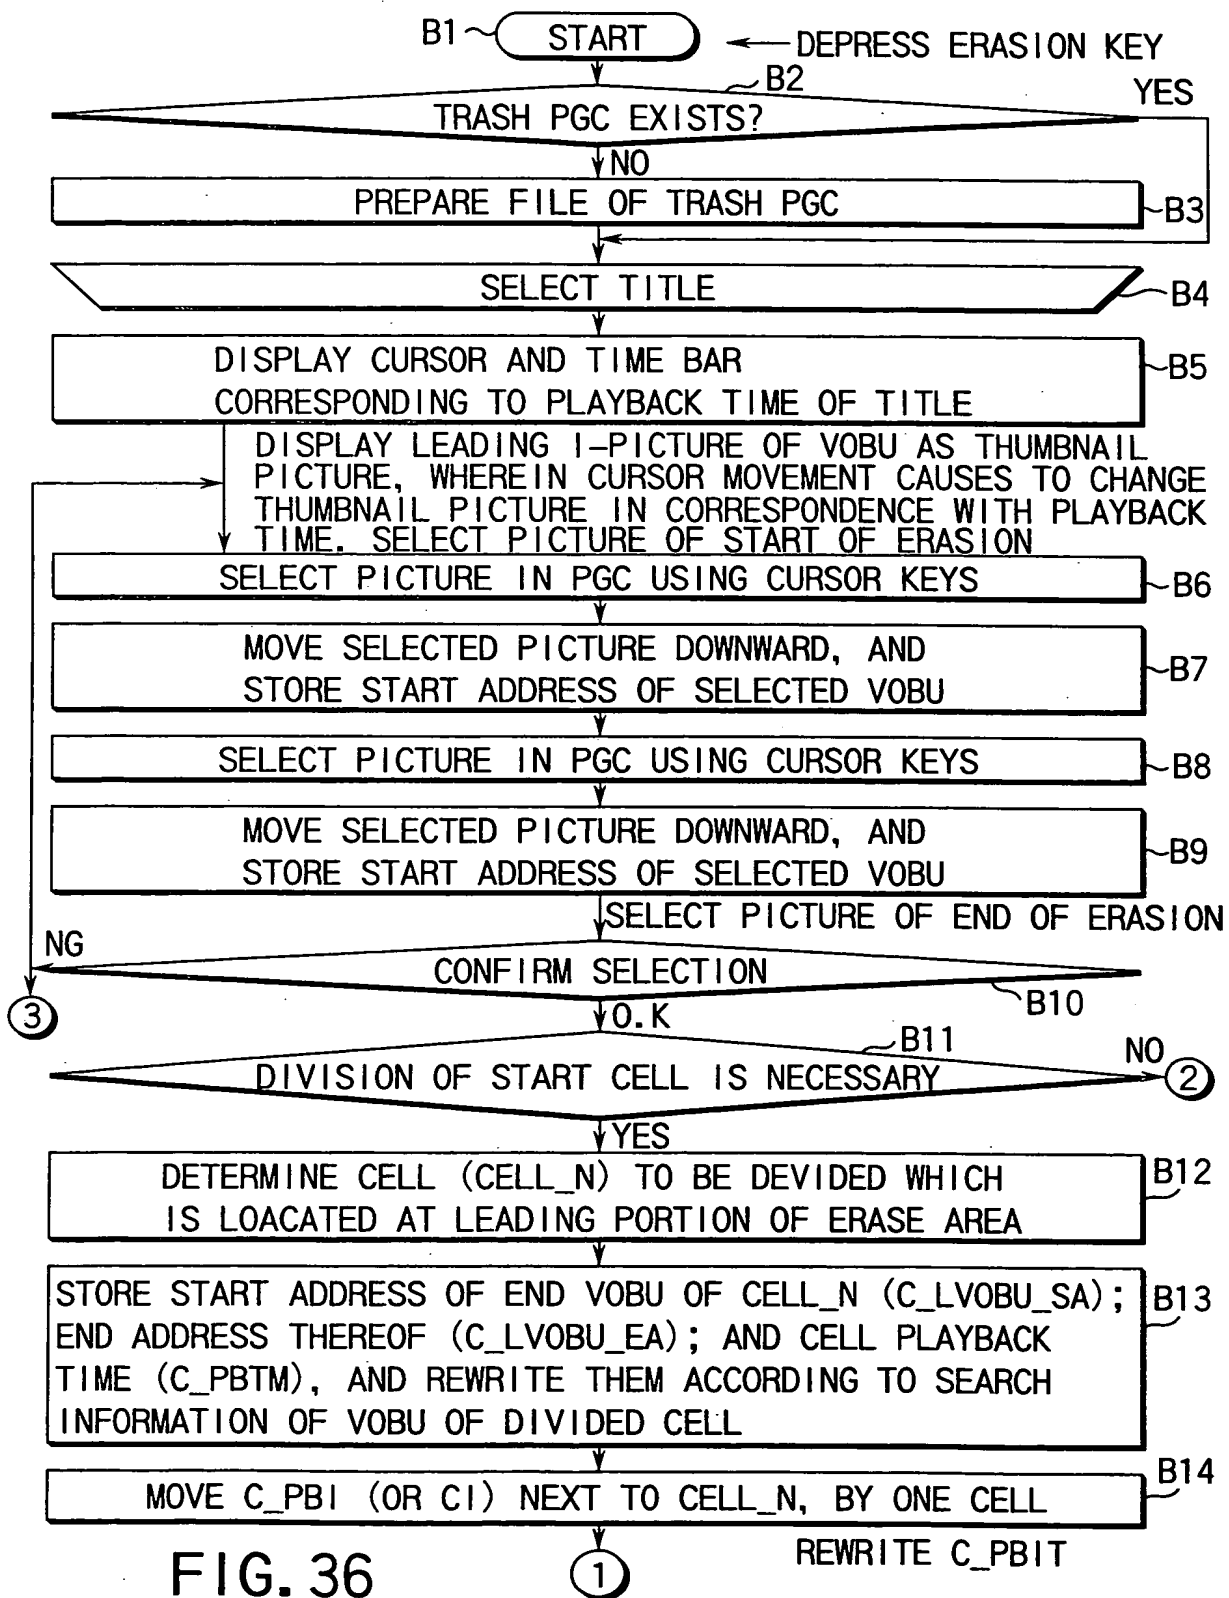 B1 START DEPRESS ERASION KEY
B2
YES
TRASH PGC EXISTS?
NO
PREPARE FILE OF TRASH PGC
B3
SELECT TITLE
B4
DISPLAY CURSOR AND TIME BAR
B5
CORRESPONDING TO PLAYBACK TIME OF TITLE
DISPLAY LEADING I-PICTURE OF VOBU AS THUMBNAIL
PICTURE, WHEREIN CURSOR MOVEMENT CAUSES TO CHANGE
THUMBNAIL PICTURE IN CORRESPONDENCE WITH PLAYBACK
TIME. SELECT PICTURE OF START OF ERASION
SELECT PICTURE IN PGC USING CURSOR KEYS
B6
MOVE SELECTED PICTURE DOWNWARD, AND
B7
STORE START ADDRESS OF SELECTED VOBU
SELECT PICTURE IN PGC USING CURSOR KEYS
B8
MOVE SELECTED PICTURE DOWNWARD, AND
B9
STORE START ADDRESS OF SELECTED VOBU
SELECT PICTURE OF END OF ERASION
NG
CONFIRM SELECTION
B10
3
O.K
B11
NO
DIVISION OF START CELL IS NECESSARY
2
YES
DETERMINE CELL (CELL_N) TO BE DEVIDED WHICH
B12
IS LOACATED AT LEADING PORTION OF ERASE AREA
STORE START ADDRESS OF END VOBU OF CELL_N (C_LVOBU_SA);
B13
END ADDRESS THEREOF (C_LVOBU_EA); AND CELL PLAYBACK
TIME (C_PBTM), AND REWRITE THEM ACCORDING TO SEARCH
INFORMATION OF VOBU OF DIVIDED CELL
B14
MOVE C_PBI (OR CI) NEXT TO CELL_N, BY ONE CELL
REWRITE C_PBIT
1
FIG. 36